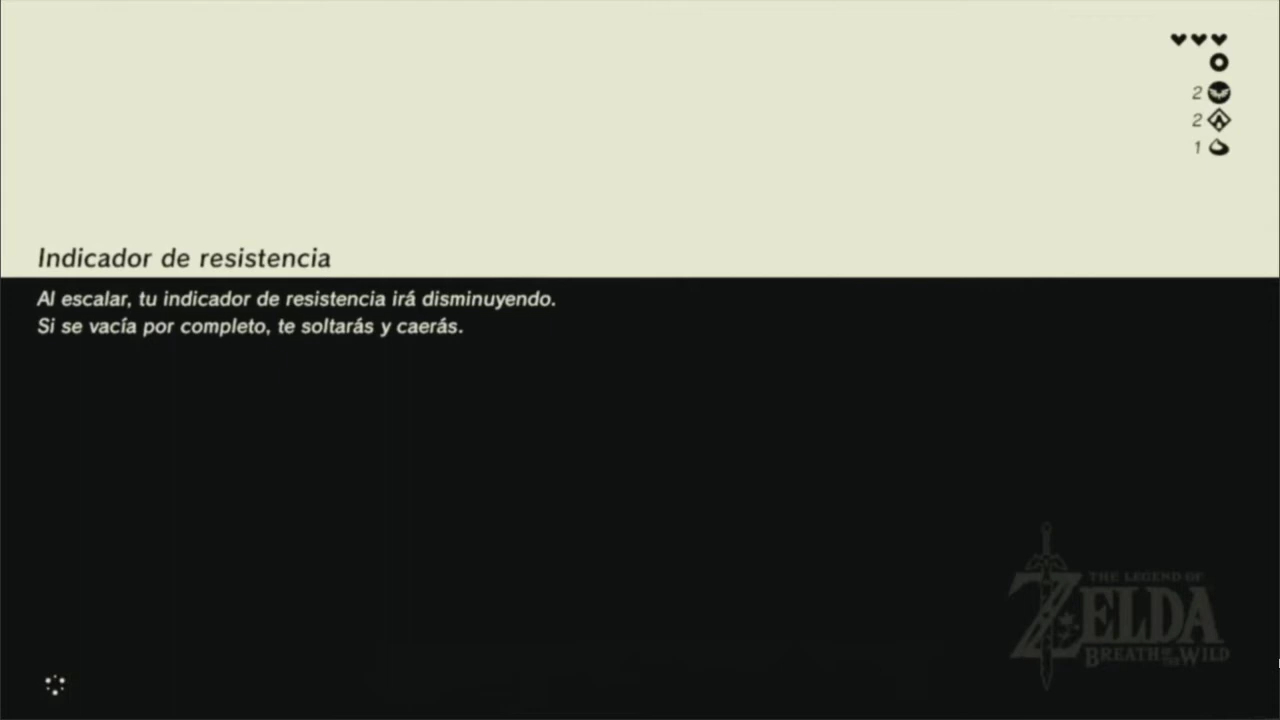 2
2
1
Indicador de resistencia
Al escalar, tu indicador de resistencia irá disminuyendo.
Si se vacía por completo, te soltarás y caerás.
THE LEGEND OF
ZELDA
BREATH OF THE WILD